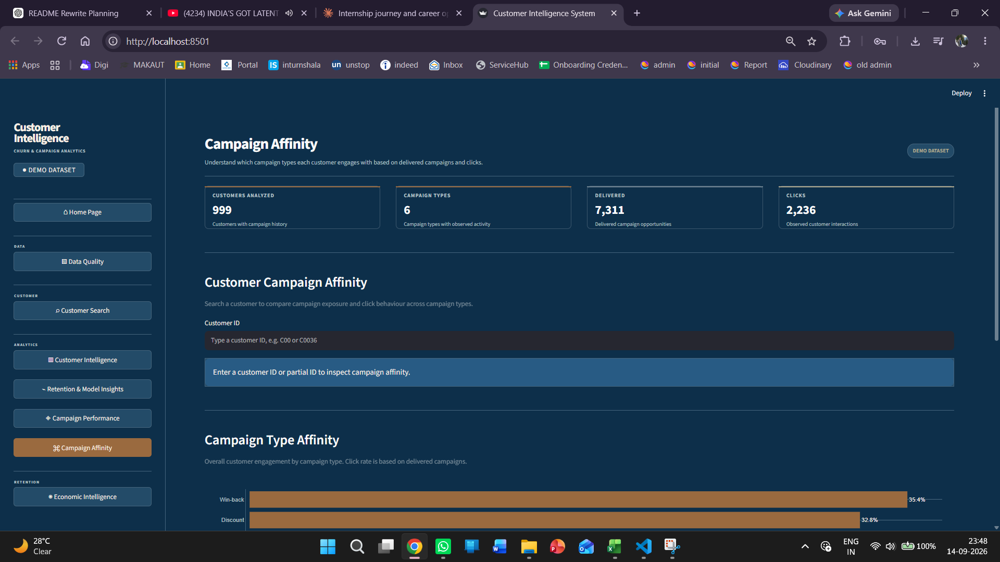 README Rewrite Planning
(4234) INDIA'S GOT LATENT
Internship journey and career op
Customer Intelligence System
Ask Gemini
http://localhost:8501
Apps
Digi
MAKAUT
Home
Portal
IS inturnshala
un unstop
indeed
Inbox
ServiceHub
Onboarding Creden...
admin
initial
Report
Cloudinary
old admin
Deploy
Customer
Intelligence
CHURN & CAMPAIGN ANALYTICS
DEMO DATASET
Home Page
DATA
Data Quality
CUSTOMER
Customer Search
ANALYTICS
Customer Intelligence
Retention & Model Insights
Campaign Performance
Campaign Affinity
RETENTION
Economic Intelligence
Campaign Affinity
DEMO DATASET
Understand which campaign types each customer engages with based on delivered campaigns and clicks.
CUSTOMERS ANALYZED
999
Customers with campaign history
CAMPAIGN TYPES
6
Campaign types with observed activity
DELIVERED
7,311
Delivered campaign opportunities
CLICKS
2,236
Observed customer interactions
Customer Campaign Affinity
Search a customer to compare campaign exposure and click behaviour across campaign types.
Customer ID
Type a customer ID, e.g. C00 or C0036
Enter a customer ID or partial ID to inspect campaign affinity.
Campaign Type Affinity
Overall customer engagement by campaign type. Click rate is based on delivered campaigns.
Win-back 35.4%
Discount 32.8%
28°C
Clear
ENG
IN
100%
23:48
14-09-2026